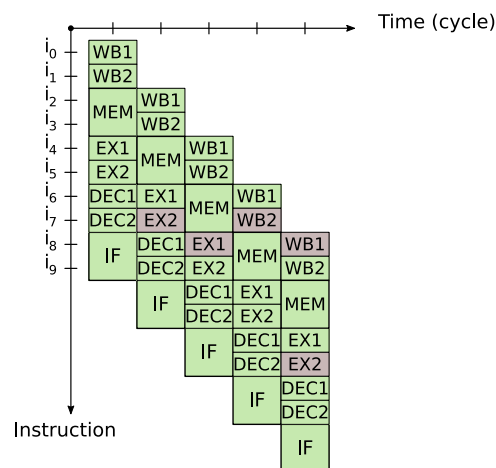 Time (cycle)
i0 WB1
i1 WB2
i2 MEM WB1
i3 WB2
i4 EX1 MEM WB1
i5 EX2 WB2
i6 DEC1 EX1 MEM WB1
i7 DEC2 EX2 WB2
i8 IF DEC1 EX1 MEM WB1
i9 DEC2 EX2 WB2
IF DEC1 EX1 MEM
DEC2 EX2
IF DEC1 EX1
DEC2 EX2
IF DEC1
DEC2
Instruction
IF